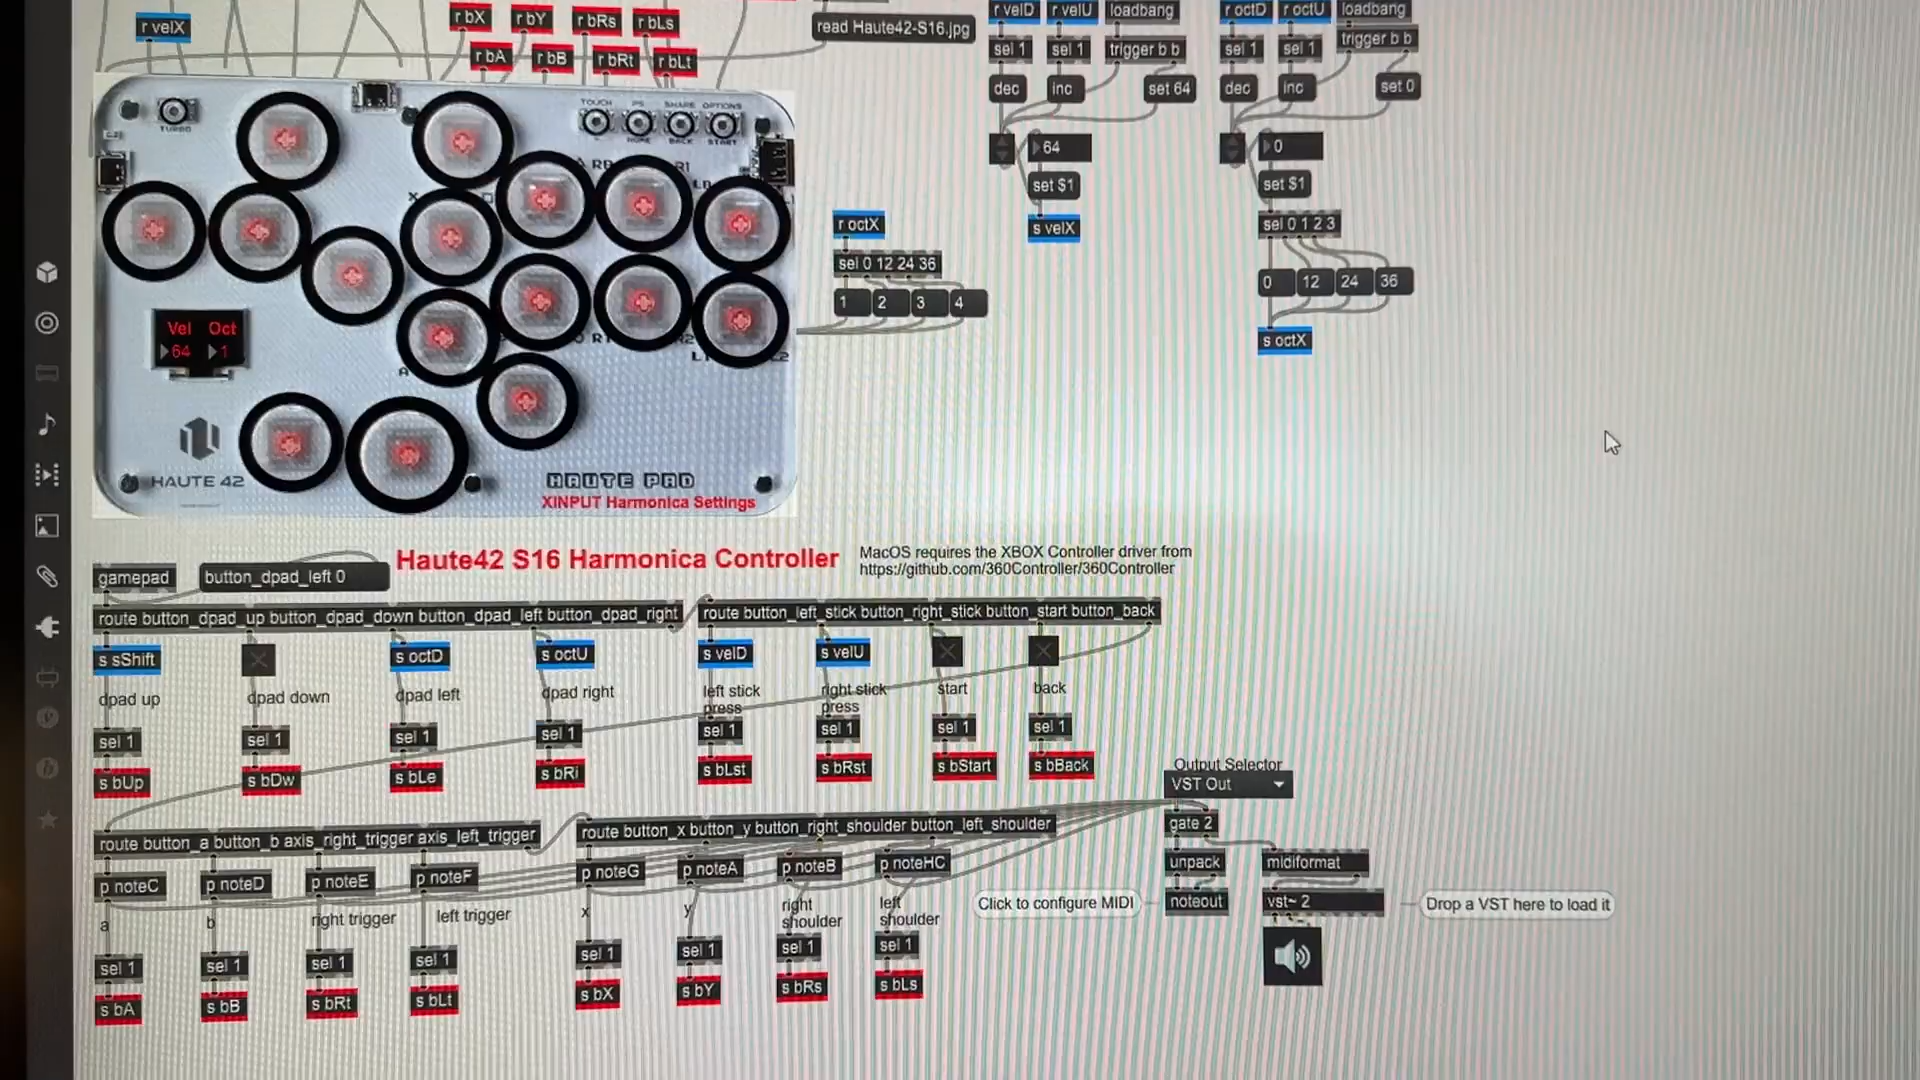 r velX
r bX r bY r bRs r bLs
r bA r bB r bRt r bLt
read Haute42-S16.jpg
r velD r velU loadbang
sel 1 sel 1 trigger b b
dec inc set 64
64
set $1
s velX
r octD r octU loadbang
sel 1 sel 1 trigger b b
dec inc set 0
0
set $1
sel 0 1 2 3
0 12 24 36
s octX
r octX
sel 0 12 24 36
1 2 3 4
TURBO
TOUCH PS SHARE OPTIONS
HOME BACK START
Vel Oct
64 1
HAUTE 42
HAUTE PAD
XINPUT Harmonica Settings
gamepad button_dpad_left 0
Haute42 S16 Harmonica Controller
MacOS requires the XBOX Controller driver from
https://github.com/360Controller/360Controller
route button_dpad_up button_dpad_down button_dpad_left button_dpad_right
route button_left_stick button_right_stick button_start button_back
s sShift s octD s octU s velD s velU
dpad up dpad down dpad left dpad right left stick press right stick press start back
sel 1 sel 1 sel 1 sel 1 sel 1 sel 1 sel 1 sel 1
s bUp s bDw s bLe s bRi s bLst s bRst s bStart s bBack
Output Selector
VST Out
gate 2
route button_a button_b axis_right_trigger axis_left_trigger
route button_x button_y button_right_shoulder button_left_shoulder
p noteC p noteD p noteE p noteF p noteG p noteA p noteB p noteHC
unpack midiformat
Click to configure MIDI noteout vst~ 2 Drop a VST here to load it
a b right trigger left trigger x y right shoulder left shoulder
sel 1 sel 1 sel 1 sel 1 sel 1 sel 1 sel 1 sel 1
s bA s bB s bRt s bLt s bX s bY s bRs s bLs